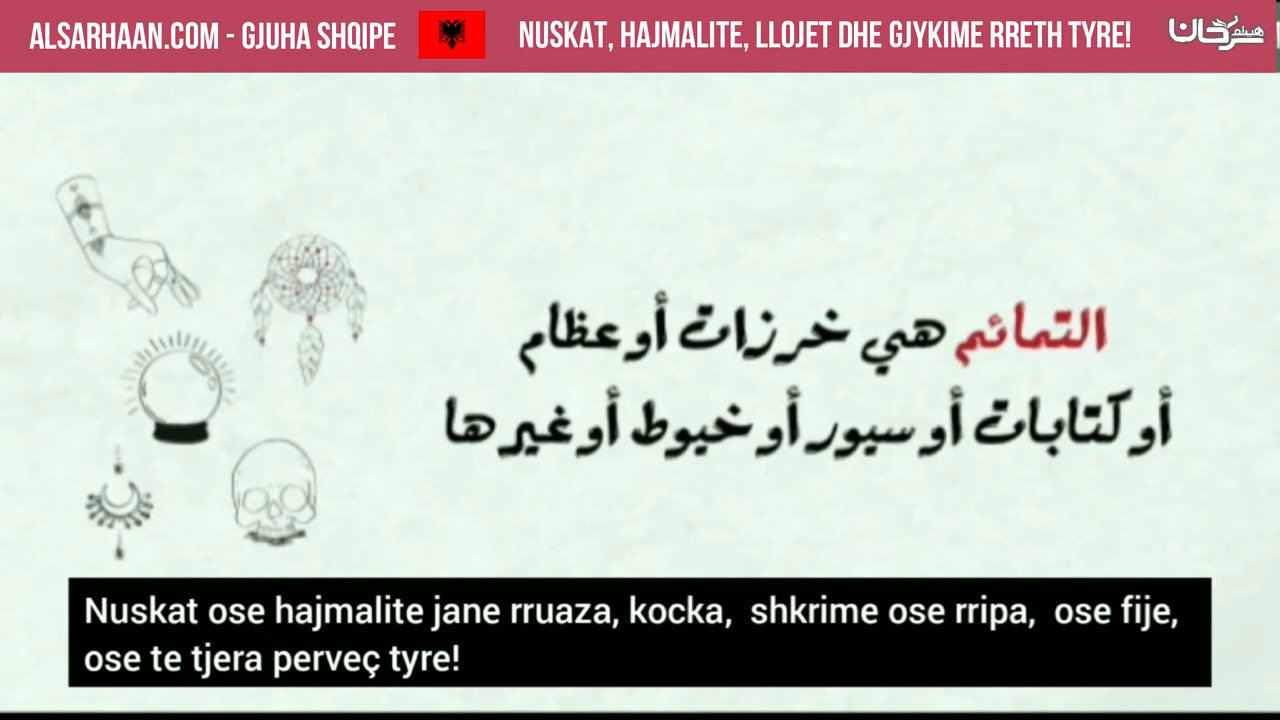 ALSARHAAN.COM - GJUHA SHQIPE
NUSKAT, HAJMALITE, LLOJET DHE GJYKIME RRETH TYRE!
هيثم سرحان
التمائم هي خرزات أو عظام
أو كتابات أو سيور أو خيوط أو غيرها
Nuskat ose hajmalite jane rruaza, kocka, shkrime ose rripa, ose fije,
ose te tjera perveç tyre!